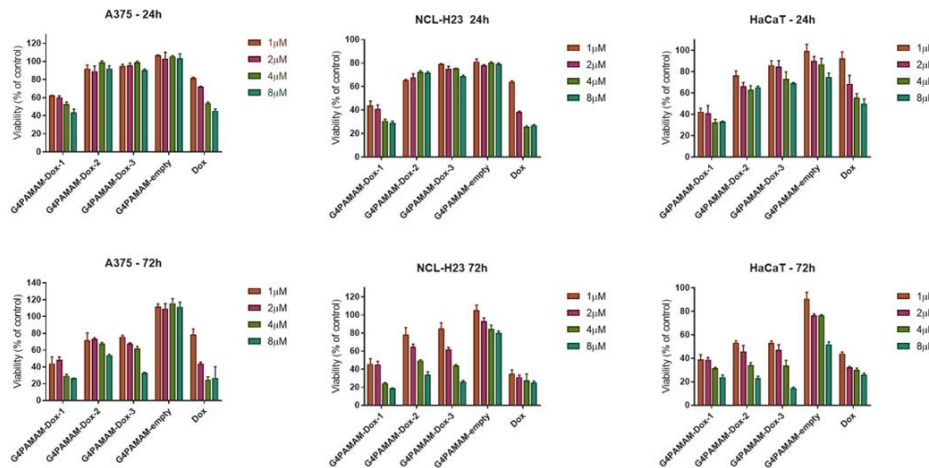 A375 - 24h
Viability (% of control)
120
100
80
60
40
20
0
1μM
2μM
4μM
8μM
G4PAMAM-Dox-1
G4PAMAM-Dox-2
G4PAMAM-Dox-3
G4PAMAM-empty
Dox
NCL-H23 24h
Viability (% of control)
100
80
60
40
20
0
1μM
2μM
4μM
8μM
G4PAMAM-Dox-1
G4PAMAM-Dox-2
G4PAMAM-Dox-3
G4PAMAM-empty
Dox
HaCaT - 24h
Viability (% of control)
120
100
80
60
40
20
0
1μM
2μM
4μM
8μM
G4PAMAM-Dox-1
G4PAMAM-Dox-2
G4PAMAM-Dox-3
G4PAMAM-empty
Dox
A375 - 72h
Viability (% of control)
140
120
100
80
60
40
20
0
1μM
2μM
4μM
8μM
G4PAMAM-Dox-1
G4PAMAM-Dox-2
G4PAMAM-Dox-3
G4PAMAM-empty
Dox
NCL-H23 72h
Viability (% of control)
120
100
80
60
40
20
0
1μM
2μM
4μM
8μM
G4PAMAM-Dox-1
G4PAMAM-Dox-2
G4PAMAM-Dox-3
G4PAMAM-empty
Dox
HaCaT - 72h
Viability (% of control)
100
80
60
40
20
0
1μM
2μM
4μM
8μM
G4PAMAM-Dox-1
G4PAMAM-Dox-2
G4PAMAM-Dox-3
G4PAMAM-empty
Dox